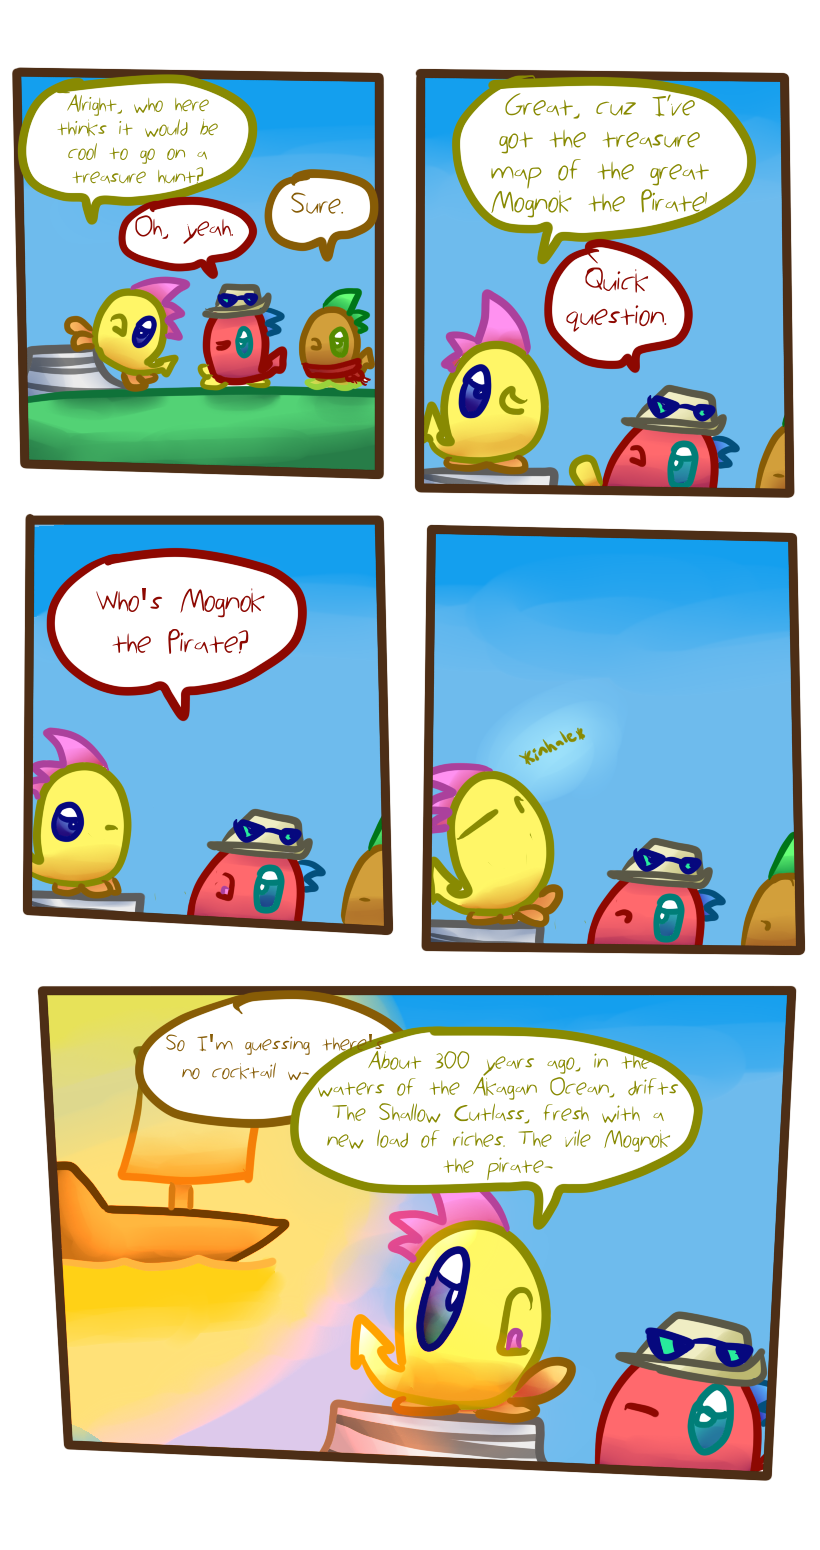 Alright, who here
thinks it would be
cool to go on a
treasure hunt?
Oh, yeah.
Sure.
Great, cuz I've
got the treasure
map of the great
Mognok the Pirate!
Quick
question.
Who's Mognok
the Pirate?
*inhale*
So I'm guessing there's
no cocktail w-
About 300 years ago, in the
waters of the Akagan Ocean, drifts
The Shallow Cutlass, fresh with a
new load of riches. The vile Mognok
the pirate-